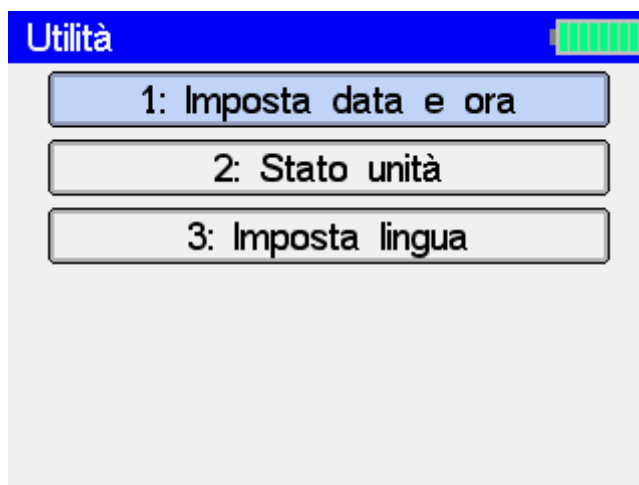 Utilità
1: Imposta data e ora
2: Stato unità
3: Imposta lingua